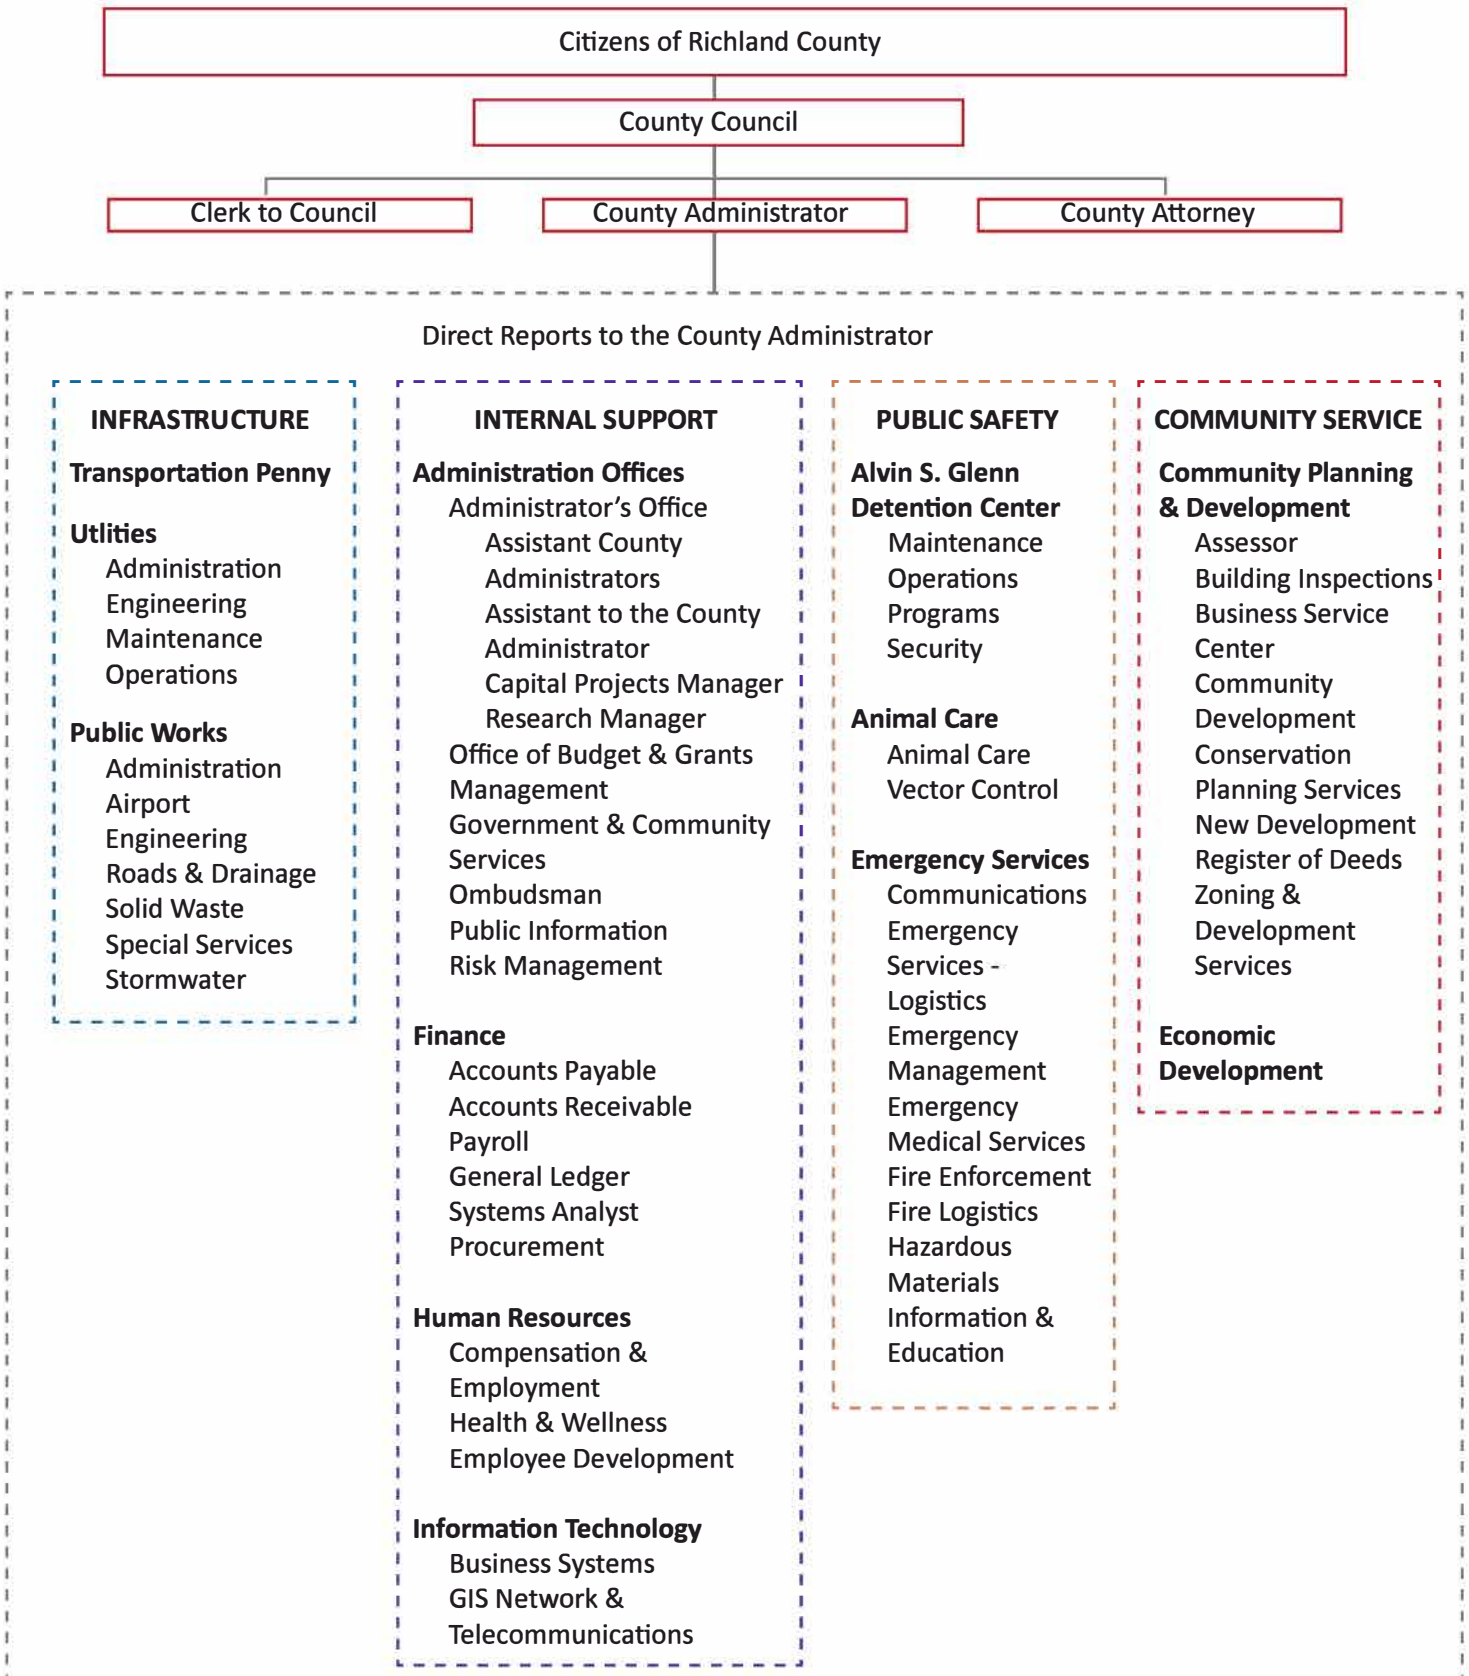 Citizens of Richland County
County Council
Clerk to Council
County Administrator
County Attorney
Direct Reports to the County Administrator
INFRASTRUCTURE
Transportation Penny
Utlities
Administration
Engineering
Maintenance
Operations
Public Works
Administration
Airport
Engineering
Roads & Drainage
Solid Waste
Special Services
Stormwater
INTERNAL SUPPORT
Administration Offices
Administrator’s Office
Assistant County
Administrators
Assistant to the County
Administrator
Capital Projects Manager
Research Manager
Office of Budget & Grants
Management
Government & Community
Services
Ombudsman
Public Information
Risk Management
Finance
Accounts Payable
Accounts Receivable
Payroll
General Ledger
Systems Analyst
Procurement
Human Resources
Compensation &
Employment
Health & Wellness
Employee Development
Information Technology
Business Systems
GIS Network &
Telecommunications
PUBLIC SAFETY
Alvin S. Glenn
Detention Center
Maintenance
Operations
Programs
Security
Animal Care
Animal Care
Vector Control
Emergency Services
Communications
Emergency
Services -
Logistics
Emergency
Management
Emergency
Medical Services
Fire Enforcement
Fire Logistics
Hazardous
Materials
Information &
Education
COMMUNITY SERVICE
Community Planning
& Development
Assessor
Building Inspections
Business Service
Center
Community
Development
Conservation
Planning Services
New Development
Register of Deeds
Zoning &
Development
Services
Economic
Development